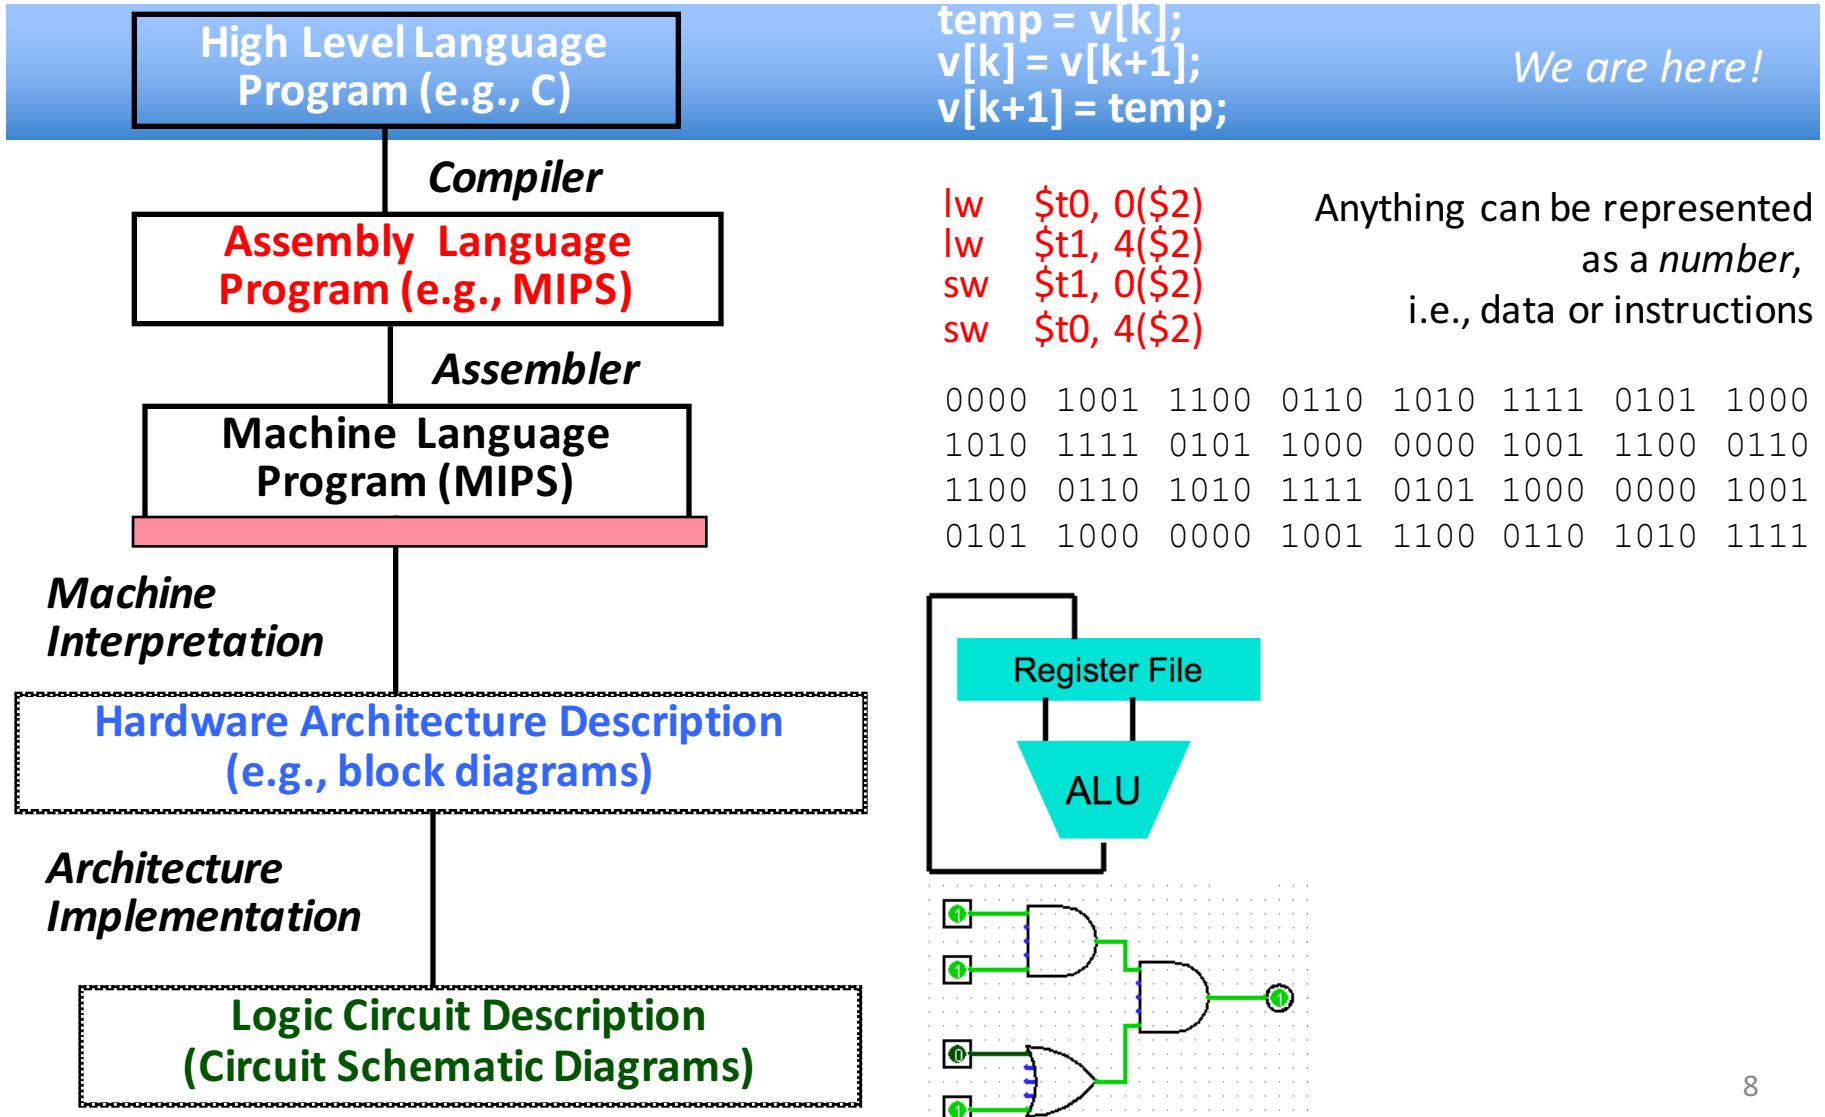 High Level Language
Program (e.g., C)
temp = v[k];
v[k] = v[k+1];
v[k+1] = temp;
We are here!
Compiler
Assembly Language
Program (e.g., MIPS)
lw $t0, 0($2)
lw $t1, 4($2)
sw $t1, 0($2)
sw $t0, 4($2)
Anything can be represented
as a number,
i.e., data or instructions
Assembler
Machine Language
Program (MIPS)
0000 1001 1100 0110 1010 1111 0101 1000
1010 1111 0101 1000 0000 1001 1100 0110
1100 0110 1010 1111 0101 1000 0000 1001
0101 1000 0000 1001 1100 0110 1010 1111
Machine
Interpretation
Register File
ALU
Hardware Architecture Description
(e.g., block diagrams)
Architecture
Implementation
1
1
1
0
1
Logic Circuit Description
(Circuit Schematic Diagrams)
8